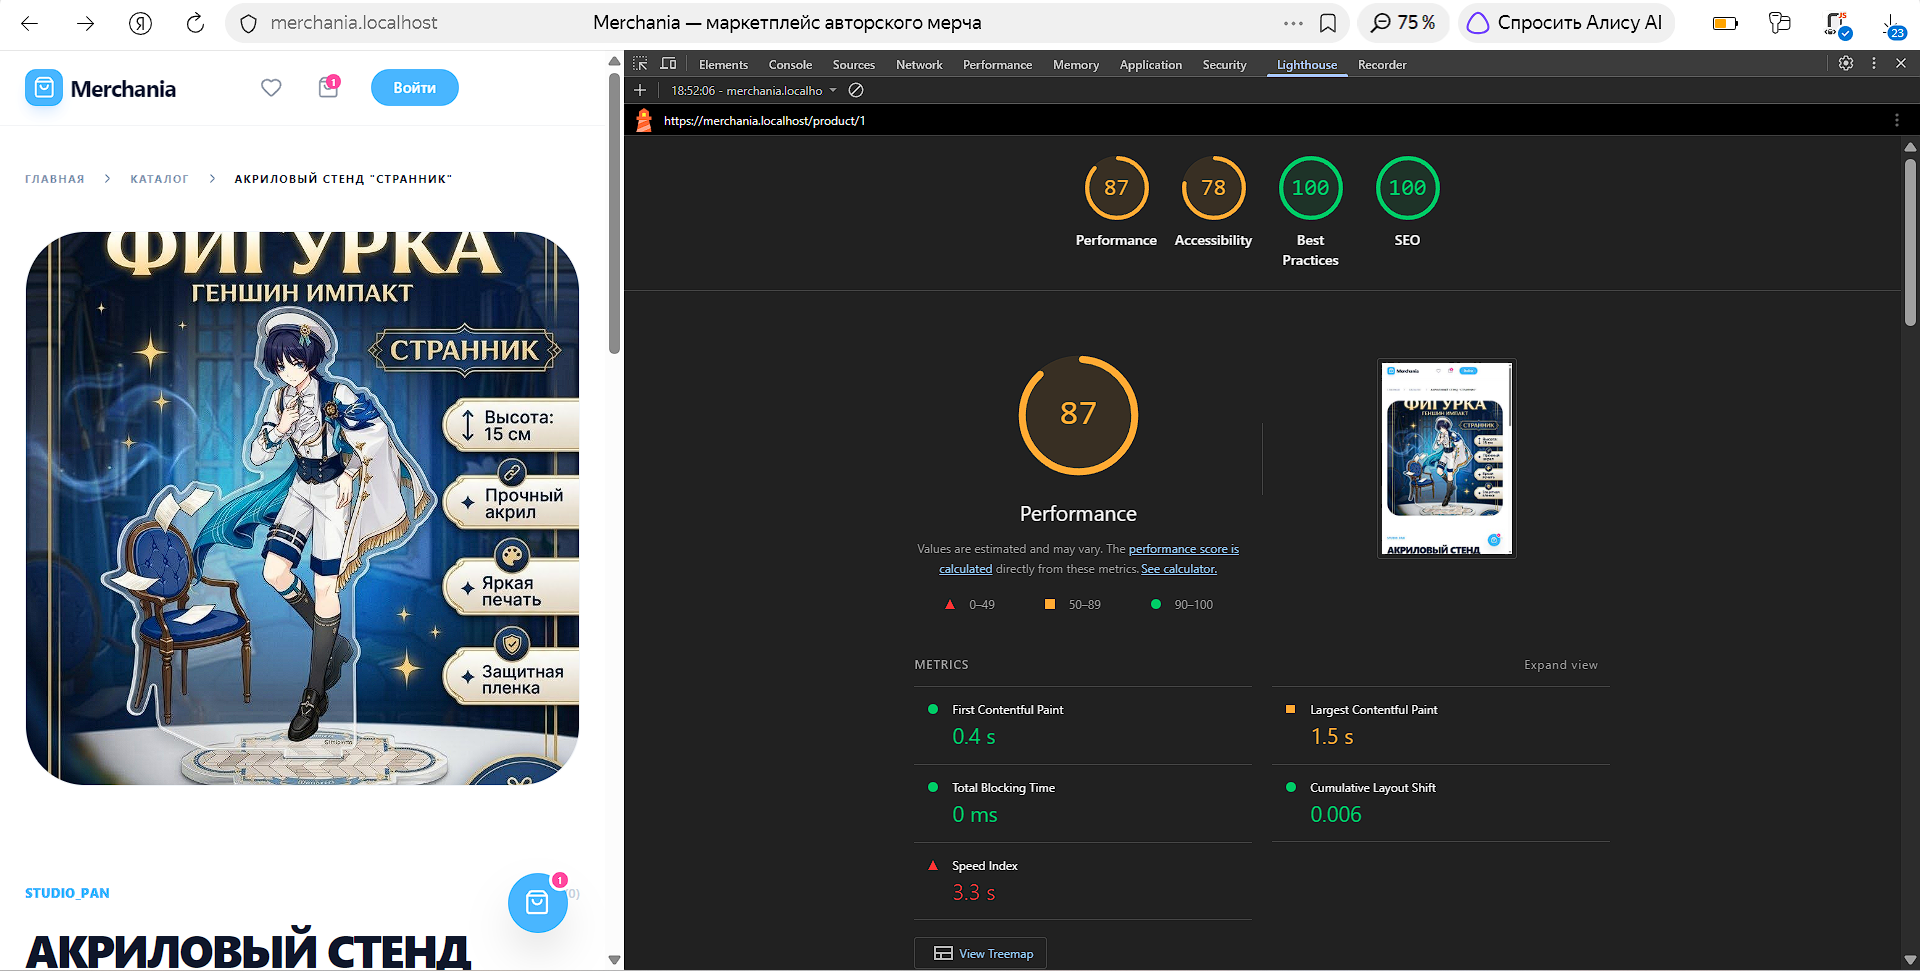 merchania.localhost
Merchania — маркетплейс авторского мерча
75 %
Спросить Алису AI
23
Merchania
1
Войти
ГЛАВНАЯ > КАТАЛОГ > АКРИЛОВЫЙ СТЕНД "СТРАННИК"
ФИГУРКА
ГЕНШИН ИМПАКТ
СТРАННИК
Высота:
15 см
Прочный
акрил
Яркая
печать
Защитная
пленка
STUDIO_PAN
1
0)
АКРИЛОВЫЙ СТЕНД
Elements Console Sources Network Performance Memory Application Security Lighthouse Recorder
18:52:06 - merchania.localho
https://merchania.localhost/product/1
87 78 100 100
Performance Accessibility Best Practices SEO
87
Performance
Values are estimated and may vary. The performance score is
calculated directly from these metrics. See calculator.
0–49 50–89 90–100
METRICS
Expand view
First Contentful Paint
0.4 s
Largest Contentful Paint
1.5 s
Total Blocking Time
0 ms
Cumulative Layout Shift
0.006
Speed Index
3.3 s
View Treemap